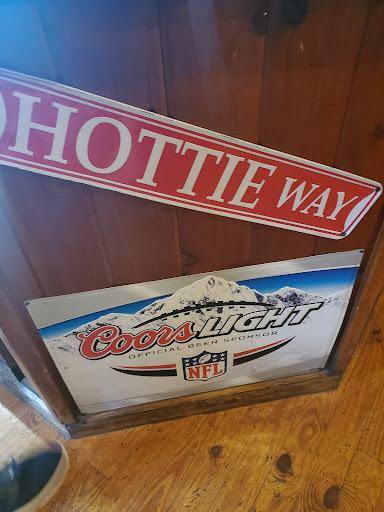 HOTTIE WAY
Coors LIGHT
OFFICIAL BEER SPONSOR
NFL